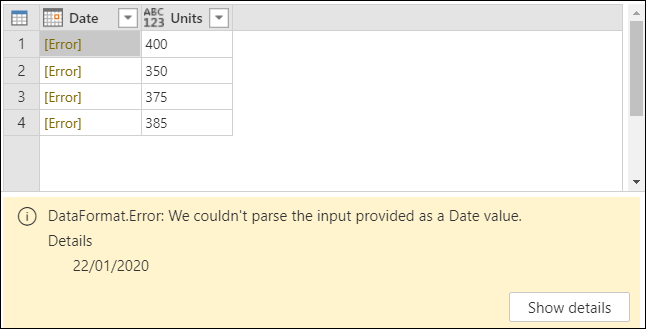 Date ABC 123 Units
1 [Error] 400
2 [Error] 350
3 [Error] 375
4 [Error] 385
DataFormat.Error: We couldn't parse the input provided as a Date value.
Details
22/01/2020
Show details